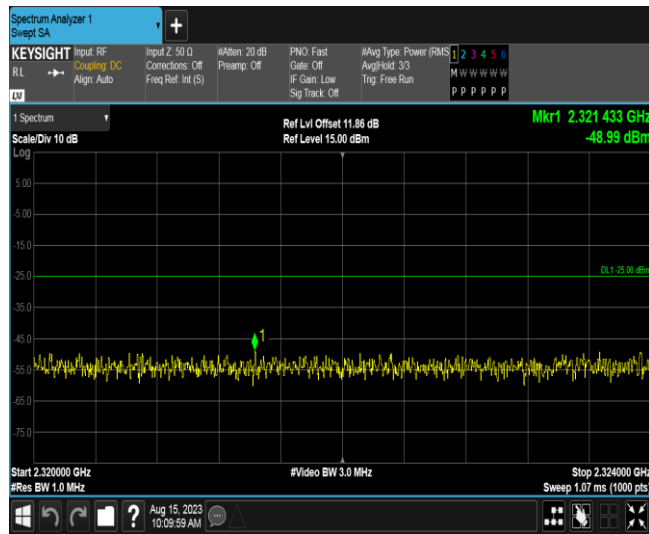 Spectrum Analyzer 1
Swept SA
+
KEYSIGHT
RL
LXI
Input: RF
Coupling: DC
Align: Auto
Input Z: 50 Ω
Corrections: Off
Freq Ref: Int (S)
#Atten: 20 dB
Preamp: Off
PNO: Fast
Gate: Off
IF Gain: Low
Sig Track: Off
#Avg Type: Power (RMS
Avg|Hold: 3/3
Trig: Free Run
1 2 3 4 5 6
M W W W W W
P P P P P P
1 Spectrum
Scale/Div 10 dB
Ref Lvl Offset 11.86 dB
Ref Level 15.00 dBm
Mkr1 2.321 433 GHz
-48.99 dBm
Log
5.00
-5.00
-15.0
-25.0
DL1 -25.00 dBm
-35.0
-45.0
1
-55.0
-65.0
-75.0
Start 2.320000 GHz
#Video BW 3.0 MHz
Stop 2.324000 GHz
#Res BW 1.0 MHz
Sweep 1.07 ms (1000 pts)
?
Aug 15, 2023
10:09:59 AM